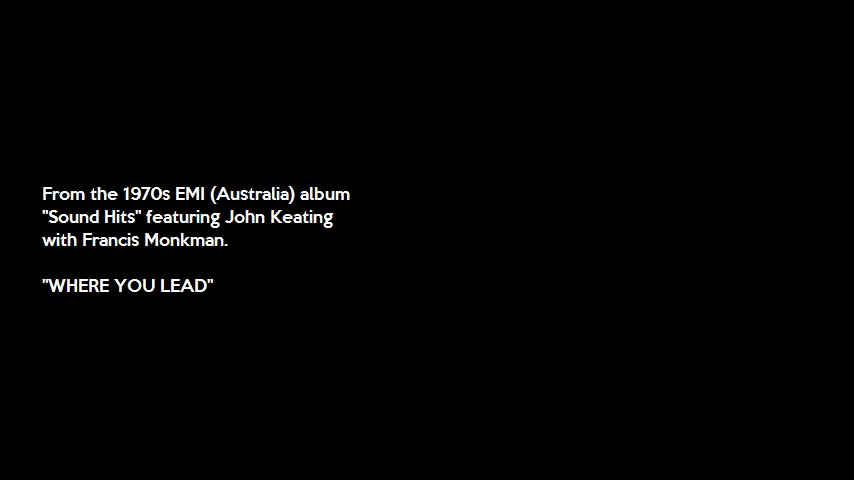 From the 1970s EMI (Australia) album
"Sound Hits" featuring John Keating
with Francis Monkman.
"WHERE YOU LEAD"